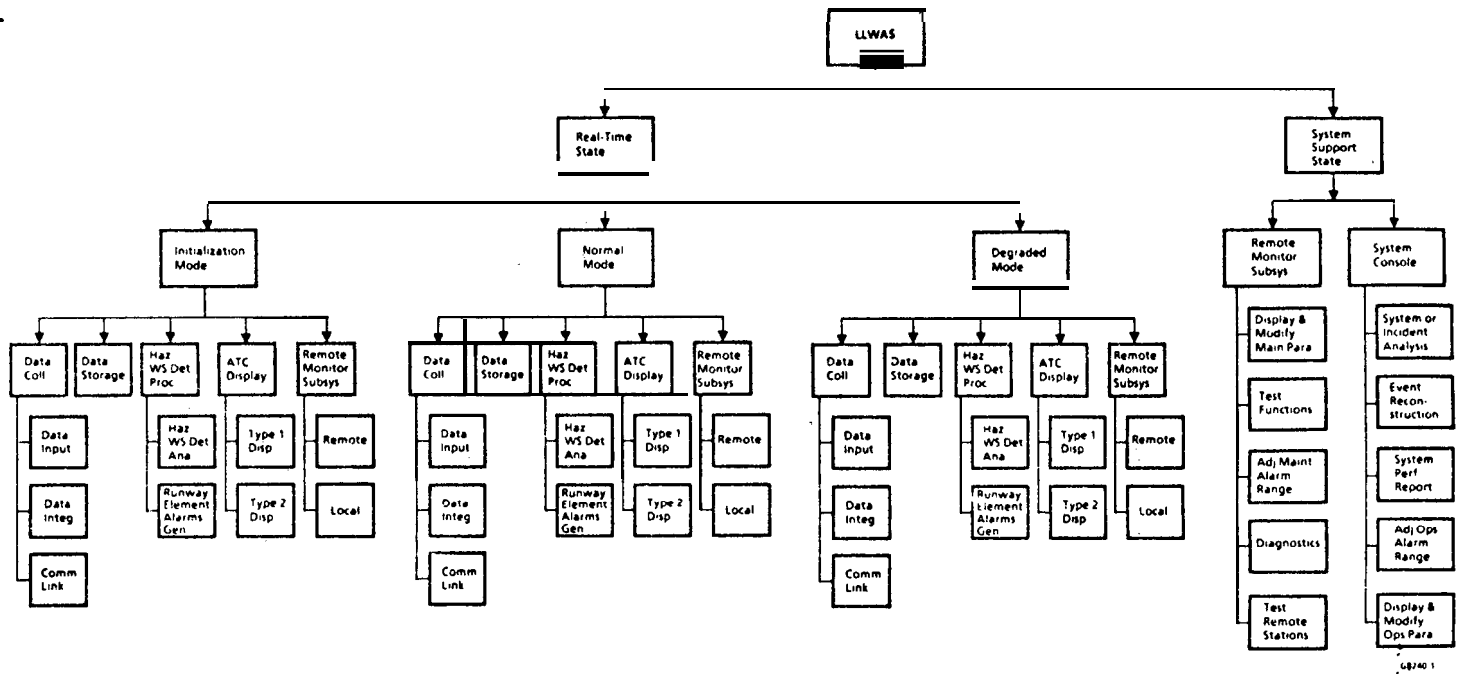 LLWAS
Real-Time
State
System
Support
State
Initialization
Mode
Normal
Mode
Degraded
Mode
Remote
Monitor
Subsys
System
Console
Data
Coll
Data
Storage
Haz
WS Det
Proc
ATC
Display
Remote
Monitor
Subsys
Data
Input
Data
Integ
Comm
Link
Haz
WS Det
Ana
Runway
Element
Alarms
Gen
Type 1
Disp
Type 2
Disp
Remote
Local
Data
Coll
Data
Storage
Haz
WS Det
Proc
ATC
Display
Remote
Monitor
Subsys
Data
Input
Data
Integ
Comm
Link
Haz
WS Det
Ana
Runway
Element
Alarms
Gen
Type 1
Disp
Type 2
Disp
Remote
Local
Data
Coll
Data
Storage
Haz
WS Det
Proc
ATC
Display
Remote
Monitor
Subsys
Data
Input
Data
Integ
Comm
Link
Haz
WS Det
Ana
Runway
Element
Alarms
Gen
Type 1
Disp
Type 2
Disp
Remote
Local
Display &
Modify
Main Para
Test
Functions
Adj Maint
Alarm
Range
Diagnostics
Test
Remote
Stations
System or
Incident
Analysis
Event
Recon-
struction
System
Perf
Report
Adj Ops
Alarm
Range
Display &
Modify
Ops Para
GB240 1